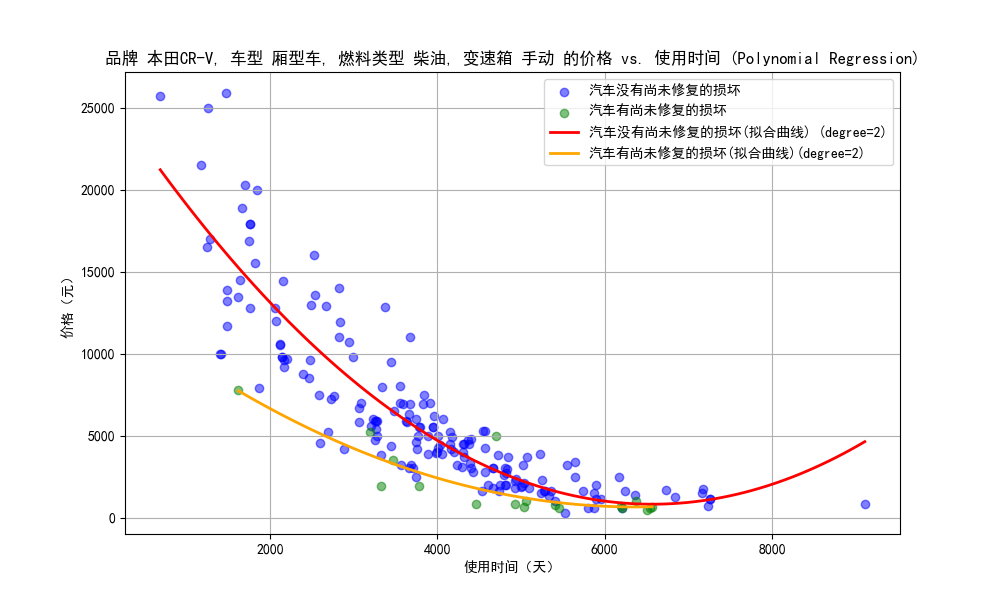 品牌 本田CR-V, 车型 厢型车, 燃料类型 柴油, 变速箱 手动 的价格 vs. 使用时间 (Polynomial Regression)
汽车没有尚未修复的损坏
汽车有尚未修复的损坏
汽车没有尚未修复的损坏(拟合曲线) (degree=2)
汽车有尚未修复的损坏(拟合曲线)(degree=2)
价格（元）
25000
20000
15000
10000
5000
0
2000
4000
6000
8000
使用时间（天）